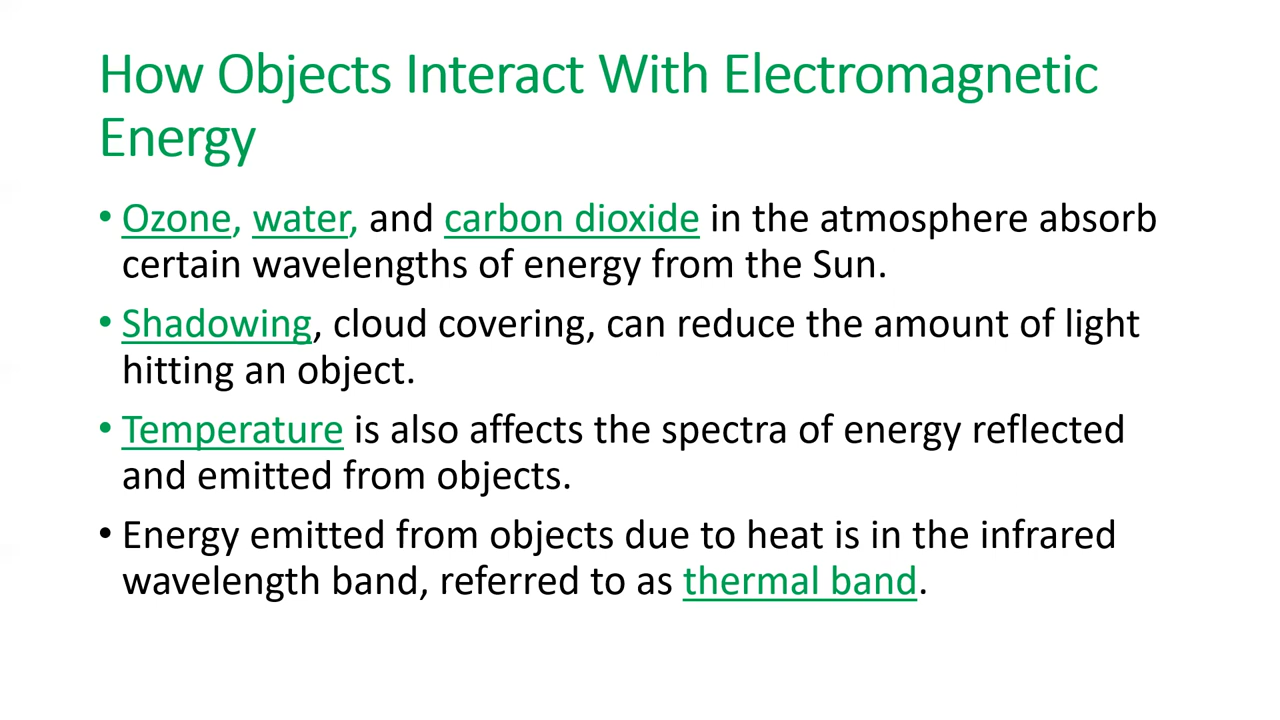 How Objects Interact With Electromagnetic
Energy
• Ozone, water, and carbon dioxide in the atmosphere absorb
certain wavelengths of energy from the Sun.
• Shadowing, cloud covering, can reduce the amount of light
hitting an object.
• Temperature is also affects the spectra of energy reflected
and emitted from objects.
• Energy emitted from objects due to heat is in the infrared
wavelength band, referred to as thermal band.